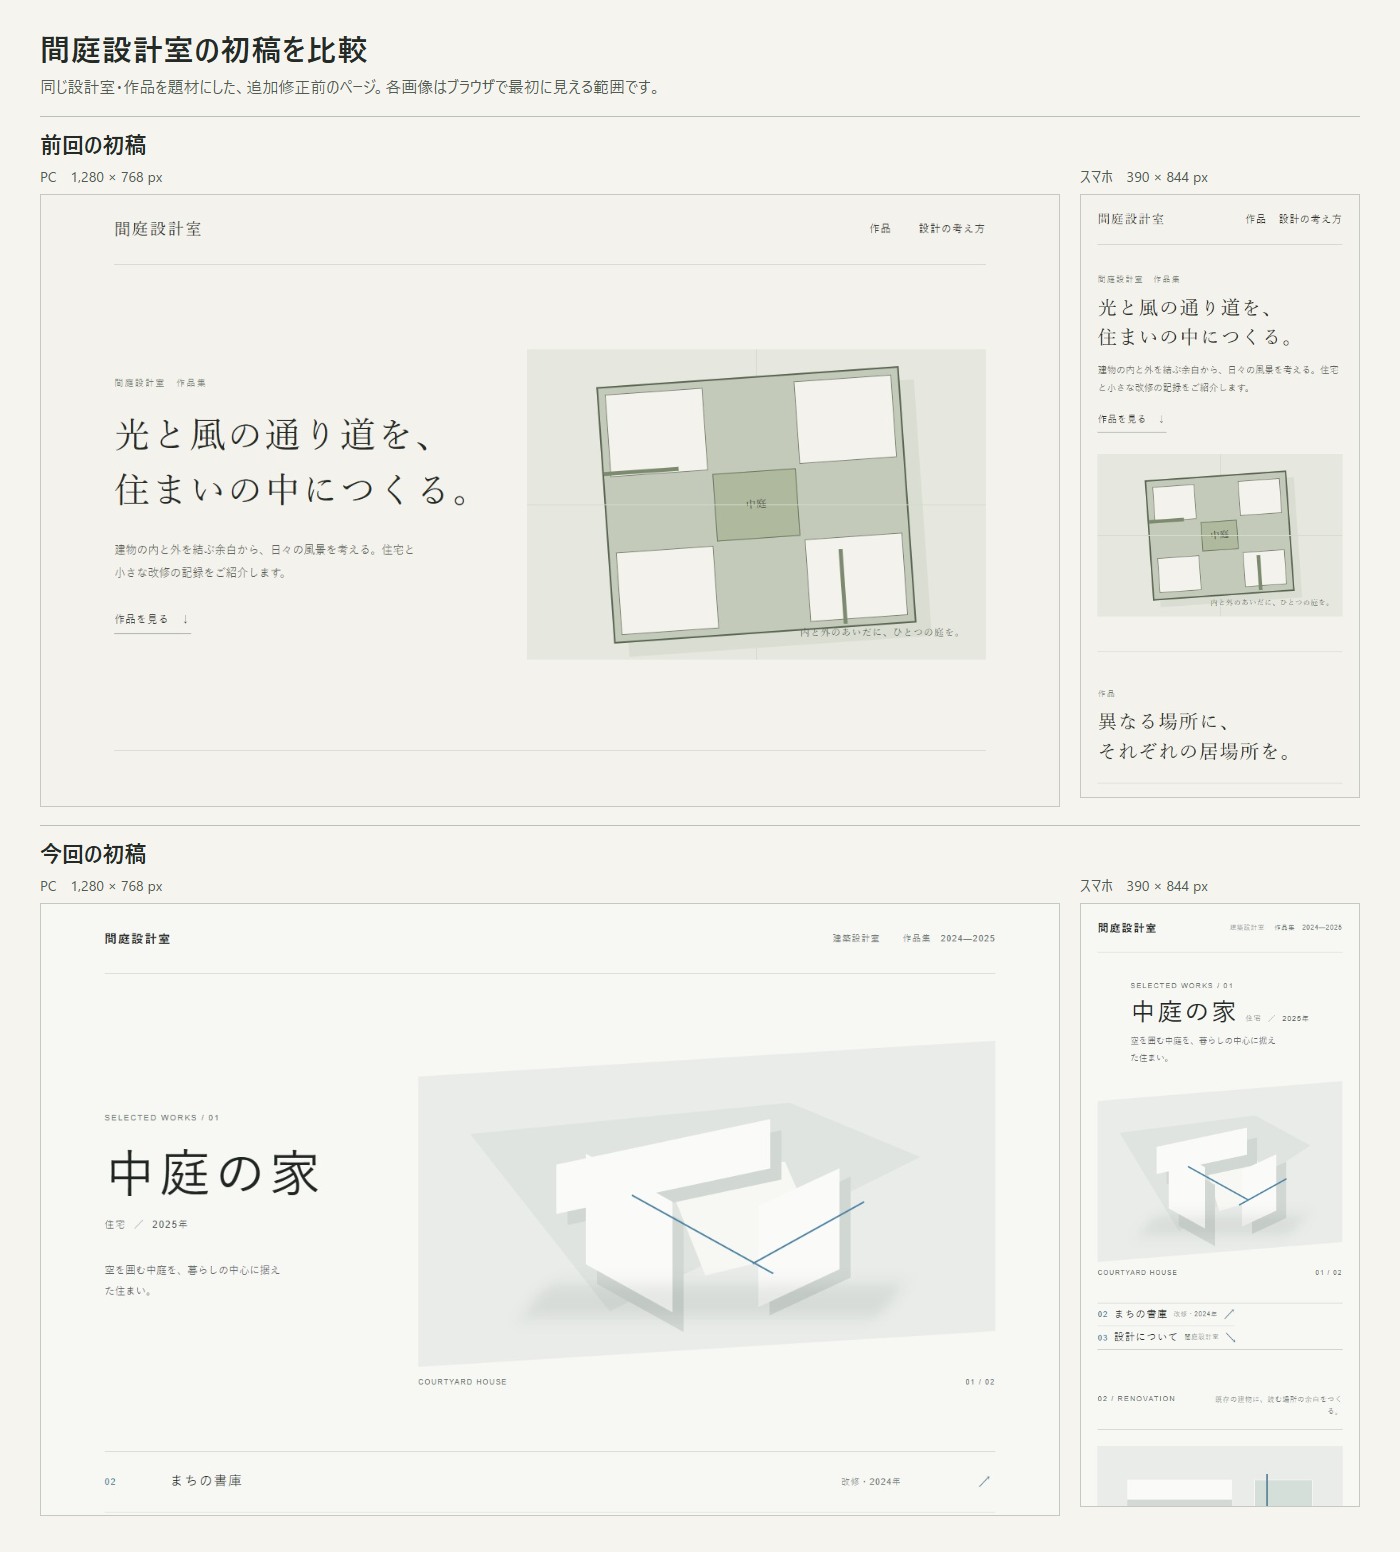 間庭設計室の初稿を比較
同じ設計室・作品を題材にした、追加修正前のページ。各画像はブラウザで最初に見える範囲です。
前回の初稿
PC 1,280 × 768 px
間庭設計室
作品 設計の考え方
間庭設計室 作品集
光と風の通り道を、
住まいの中につくる。
建物の内と外を結ぶ余白から、日々の風景を考える。住宅と
小さな改修の記録をご紹介します。
作品を見る ↓
中庭
内と外のあいだに、ひとつの庭を。
スマホ 390 × 844 px
間庭設計室
作品 設計の考え方
間庭設計室 作品集
光と風の通り道を、
住まいの中につくる。
建物の内と外を結ぶ余白から、日々の風景を考える。住宅
と小さな改修の記録をご紹介します。
作品を見る ↓
中庭
内と外のあいだに、ひとつの庭を。
作品
異なる場所に、
それぞれの居場所を。
今回の初稿
PC 1,280 × 768 px
間庭設計室
建築設計室 作品集 2024—2025
SELECTED WORKS / 01
中庭の家
住宅 ／ 2025年
空を囲む中庭を、暮らしの中心に据え
た住まい。
COURTYARD HOUSE
01 / 02
02 まちの書庫 改修・2024年
スマホ 390 × 844 px
間庭設計室
建築設計室 作品集 2024—2025
SELECTED WORKS / 01
中庭の家 住宅 ／ 2025年
空を囲む中庭を、暮らしの中心に据え
た住まい。
COURTYARD HOUSE
01 / 02
02 まちの書庫 改修・2024年
03 設計について 間庭設計室
02 / RENOVATION
既存の建物に、読む場所の余白をつく
る。